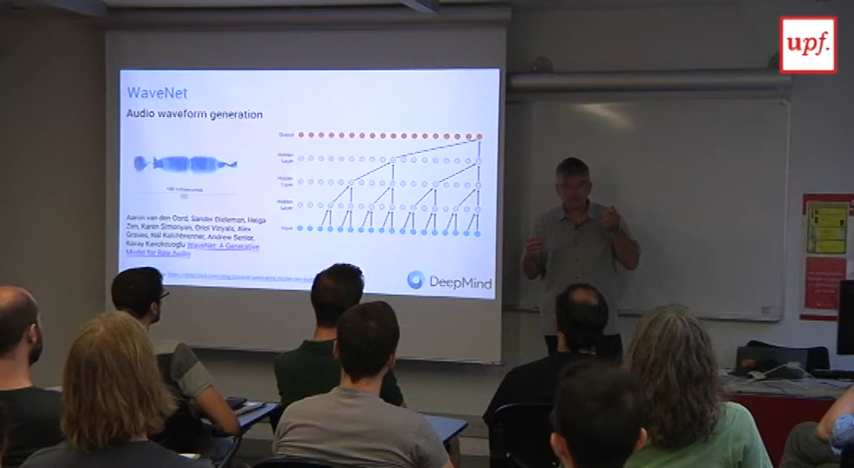 WaveNet
Audio waveform generation
Output
Hidden
Layer
Hidden
Layer
Hidden
Layer
Input
Aaron van den Oord, Sander Dieleman, Heiga
Zen, Karen Simonyan, Oriol Vinyals, Alex
Graves, Nal Kalchbrenner, Andrew Senior,
Koray Kavukcuoglu WaveNet: A Generative
Model for Raw Audio
DeepMind
upf.